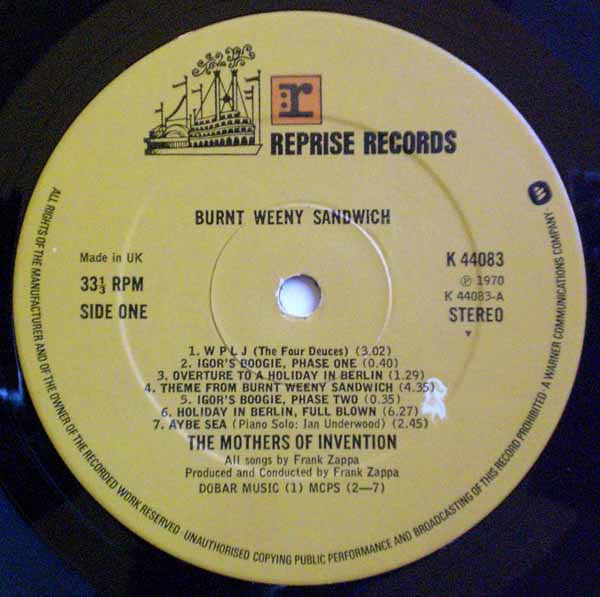 r:
REPRISE RECORDS
BURNT WEENY SANDWICH
Made in UK
33⅓ RPM
SIDE ONE
K 44083
℗ 1970
K 44083-A
STEREO
1. W P L J (The Four Deuces) (3.02)
2. IGOR'S BOOGIE, PHASE ONE (0.40)
3. OVERTURE TO A HOLIDAY IN BERLIN (1.29)
4. THEME FROM BURNT WEENY SANDWICH (4.35)
5. IGOR'S BOOGIE, PHASE TWO (0.35)
6. HOLIDAY IN BERLIN, FULL BLOWN (6.27)
7. AYBE SEA (Piano Solo: Ian Underwood) (2.45)
THE MOTHERS OF INVENTION
All songs by Frank Zappa
Produced and Conducted by Frank Zappa
DOBAR MUSIC (1) MCPS (2—7)
ALL RIGHTS OF THE MANUFACTURER AND OF THE OWNER OF THE RECORDED WORK RESERVED · UNAUTHORISED COPYING PUBLIC PERFORMANCE AND BROADCASTING OF THIS RECORD PROHIBITED · A WARNER COMMUNICATIONS COMPANY ·